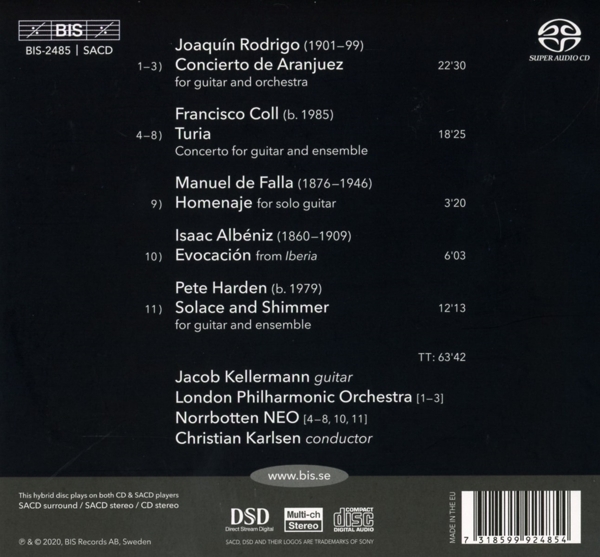 BIS
BIS-2485 | SACD
SUPER AUDIO CD
Joaquín Rodrigo (1901–99)
1–3) Concierto de Aranjuez 22'30
for guitar and orchestra
Francisco Coll (b. 1985)
4–8) Turia 18'25
Concerto for guitar and ensemble
Manuel de Falla (1876–1946)
9) Homenaje for solo guitar 3'20
Isaac Albéniz (1860–1909)
10) Evocación from Iberia 6'03
Pete Harden (b. 1979)
11) Solace and Shimmer 12'13
for guitar and ensemble
TT: 63'42
Jacob Kellermann guitar
London Philharmonic Orchestra [1–3]
Norrbotten NEO [4–8, 10, 11]
Christian Karlsen conductor
www.bis.se
This hybrid disc plays on both CD & SACD players
SACD surround / SACD stereo / CD stereo
DSD
Direct Stream Digital
Multi-ch
Stereo
COMPACT
disc
DIGITAL AUDIO
MADE IN THE EU
7 318599 924854
℗ & © 2020, BIS Records AB, Sweden
SACD, DSD AND THEIR LOGOS ARE TRADEMARKS OF SONY